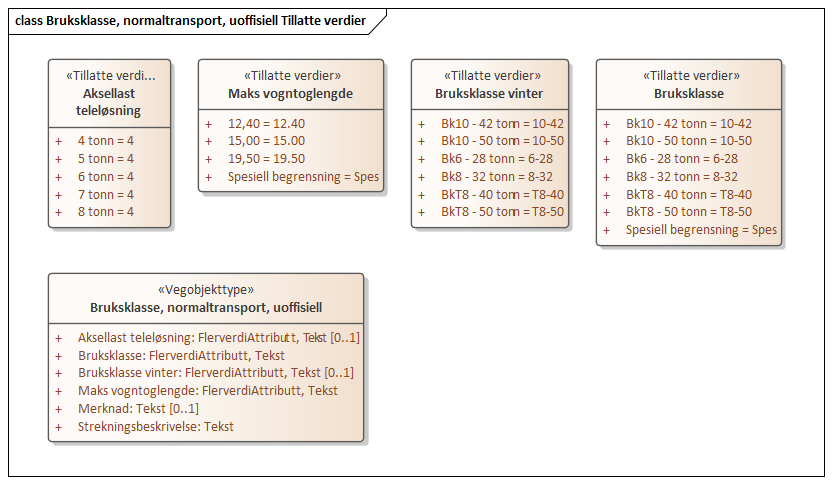 class Bruksklasse, normaltransport, uoffisiell Tillatte verdier
«Tillatte verdi...
Aksellast
teleløsning
+ 4 tonn = 4
+ 5 tonn = 4
+ 6 tonn = 4
+ 7 tonn = 4
+ 8 tonn = 4
«Tillatte verdier»
Maks vogntoglengde
+ 12,40 = 12.40
+ 15,00 = 15.00
+ 19,50 = 19.50
+ Spesiell begrensning = Spes
«Tillatte verdier»
Bruksklasse vinter
+ Bk10 - 42 tonn = 10-42
+ Bk10 - 50 tonn = 10-50
+ Bk6 - 28 tonn = 6-28
+ Bk8 - 32 tonn = 8-32
+ BkT8 - 40 tonn = T8-40
+ BkT8 - 50 tonn = T8-50
«Tillatte verdier»
Bruksklasse
+ Bk10 - 42 tonn = 10-42
+ Bk10 - 50 tonn = 10-50
+ Bk6 - 28 tonn = 6-28
+ Bk8 - 32 tonn = 8-32
+ BkT8 - 40 tonn = T8-40
+ BkT8 - 50 tonn = T8-50
+ Spesiell begrensning = Spes
«Vegobjekttype»
Bruksklasse, normaltransport, uoffisiell
+ Aksellast teleløsning: FlerverdiAttributt, Tekst [0..1]
+ Bruksklasse: FlerverdiAttributt, Tekst
+ Bruksklasse vinter: FlerverdiAttributt, Tekst [0..1]
+ Maks vogntoglengde: FlerverdiAttributt, Tekst
+ Merknad: Tekst [0..1]
+ Strekningsbeskrivelse: Tekst